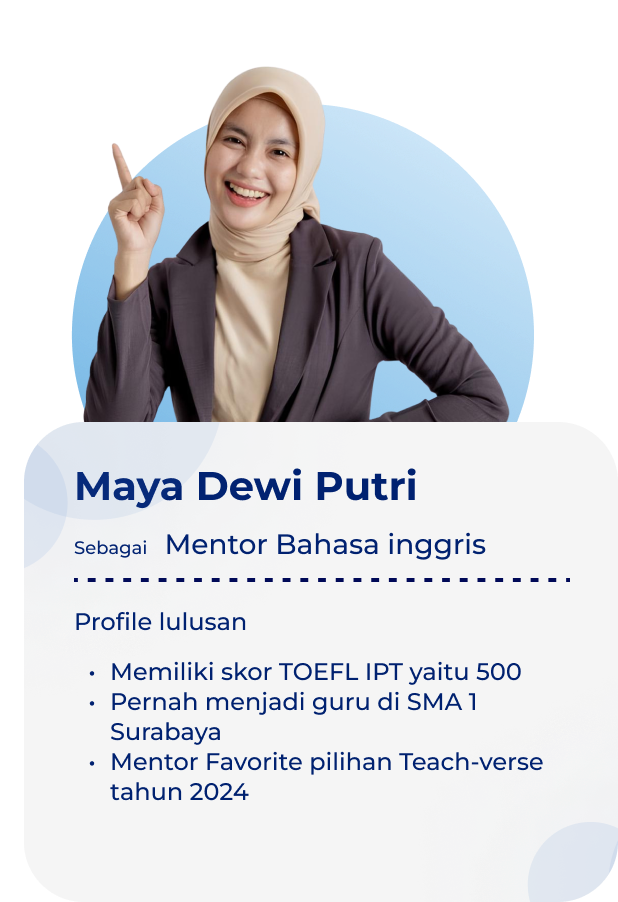 Maya Dewi Putri
Sebagai Mentor Bahasa inggris
Profile lulusan
• Memiliki skor TOEFL IPT yaitu 500
• Pernah menjadi guru di SMA 1
Surabaya
• Mentor Favorite pilihan Teach-verse
tahun 2024